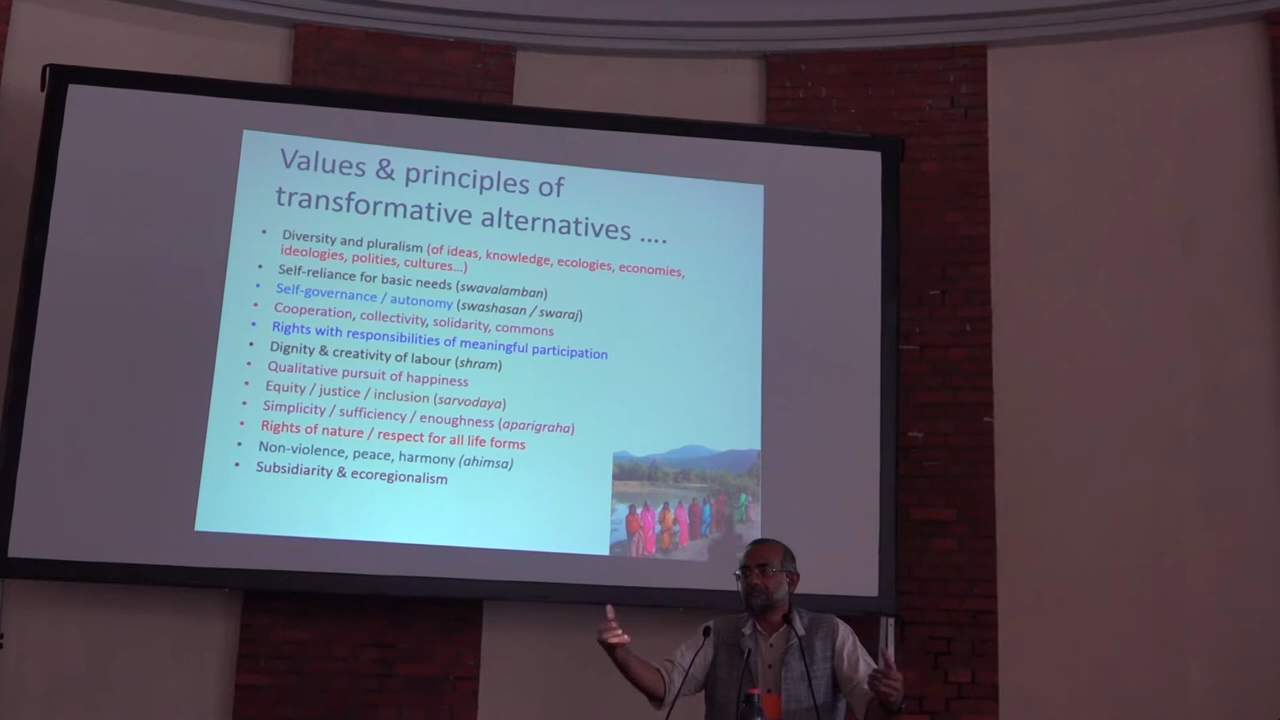 Values & principles of
transformative alternatives ....
• Diversity and pluralism (of ideas, knowledge, ecologies, economies,
ideologies, polities, cultures...)
• Self-reliance for basic needs (swavalamban)
• Self-governance / autonomy (swashasan / swaraj)
• Cooperation, collectivity, solidarity, commons
• Rights with responsibilities of meaningful participation
• Dignity & creativity of labour (shram)
• Qualitative pursuit of happiness
• Equity / justice / inclusion (sarvodaya)
• Simplicity / sufficiency / enoughness (aparigraha)
• Rights of nature / respect for all life forms
• Non-violence, peace, harmony (ahimsa)
• Subsidiarity & ecoregionalism